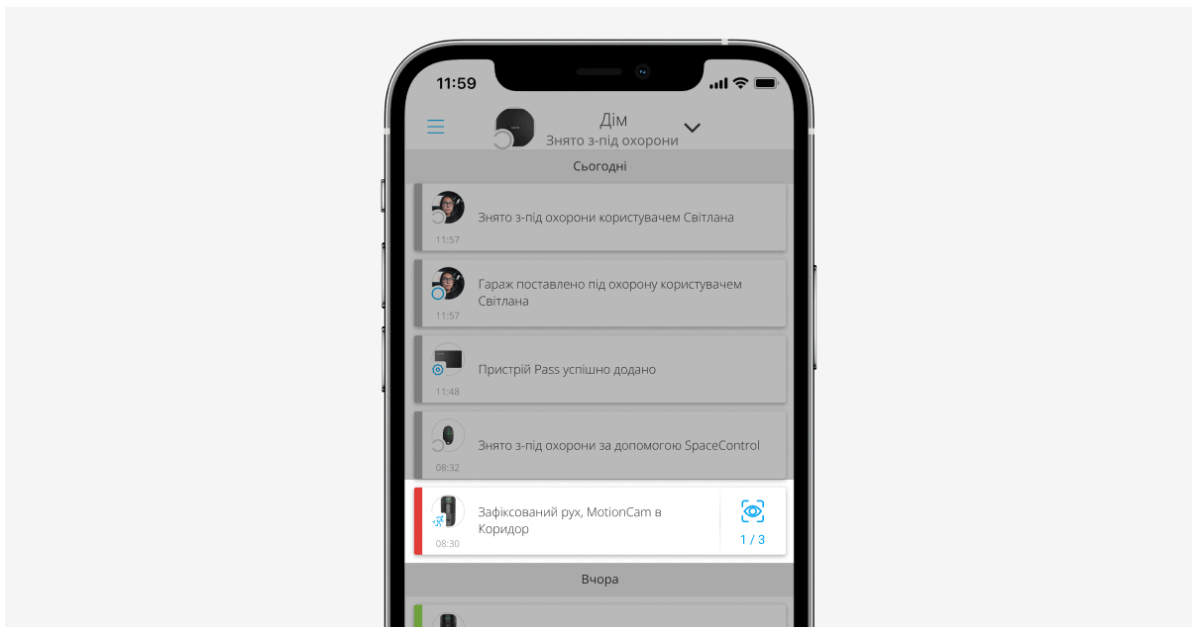 11:59
Дім
Знято з-під охорони
Сьогодні
Знято з-під охорони користувачем Світлана
11:57
Гараж поставлено під охорону користувачем
Світлана
11:57
Пристрій Pass успішно додано
11:48
Знято з-під охорони за допомогою SpaceControl
08:32
Зафіксований рух, MotionCam в
Коридор
08:30
1 / 3
Вчора